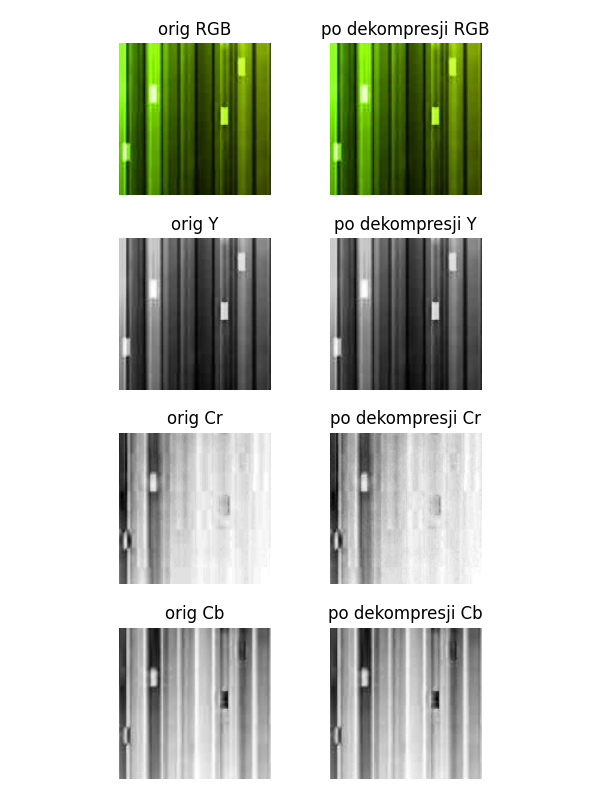 orig RGB
po dekompresji RGB
orig Y
po dekompresji Y
orig Cr
po dekompresji Cr
orig Cb
po dekompresji Cb